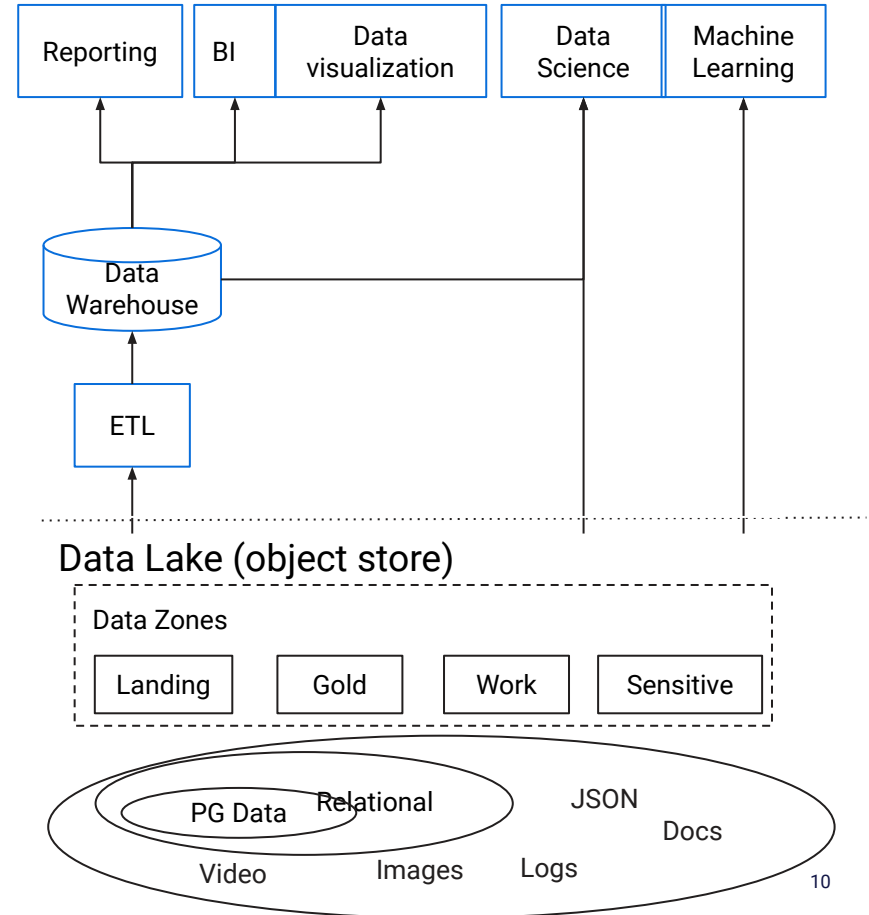 Reporting
BI
Data
visualization
Data
Science
Machine
Learning
Data
Warehouse
ETL
Data Lake (object store)
Data Zones
Landing
Gold
Work
Sensitive
PG Data
Relational
JSON
Docs
Video
Images
Logs
10